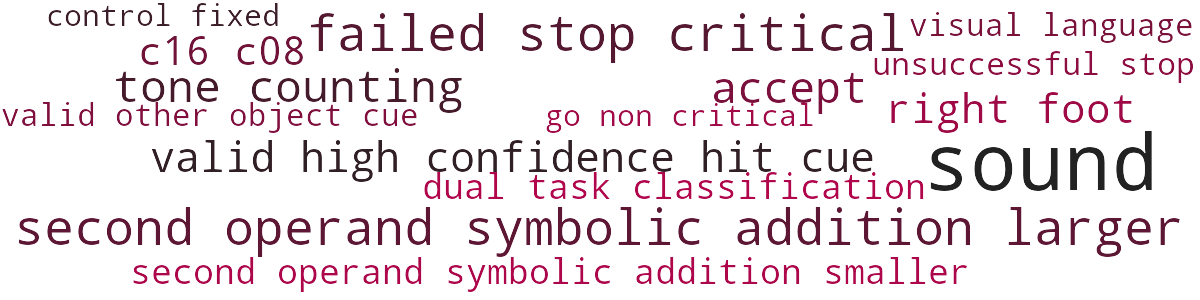 control fixed
failed stop critical
visual language
c16 c08
unsuccessful stop
tone counting
accept
right foot
valid other object cue
go non critical
valid high confidence hit cue
sound
dual task classification
second operand symbolic addition larger
second operand symbolic addition smaller